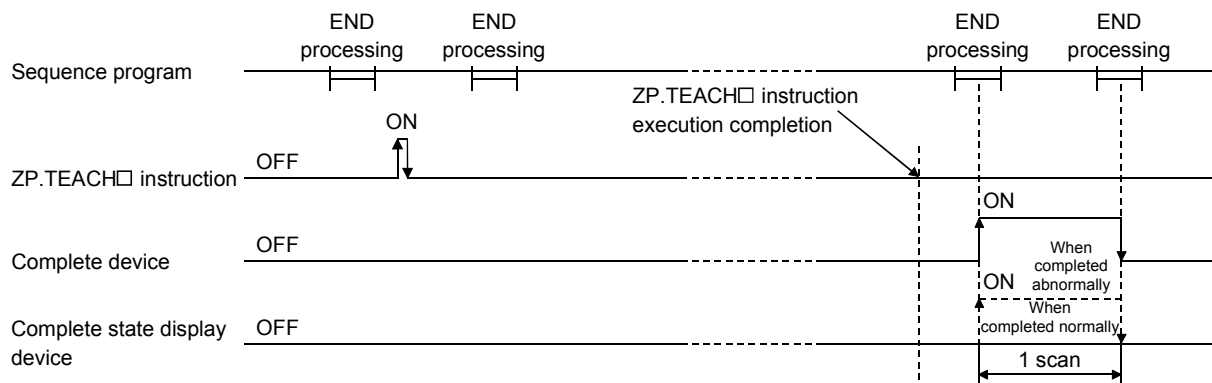 END
processing
END
processing
END
processing
END
processing
Sequence program
ZP.TEACH□ instruction
execution completion
ON
OFF
ZP.TEACH□ instruction
ON
OFF
Complete device
When
completed
abnormally
ON
When
completed normally
OFF
Complete state display
device
1 scan